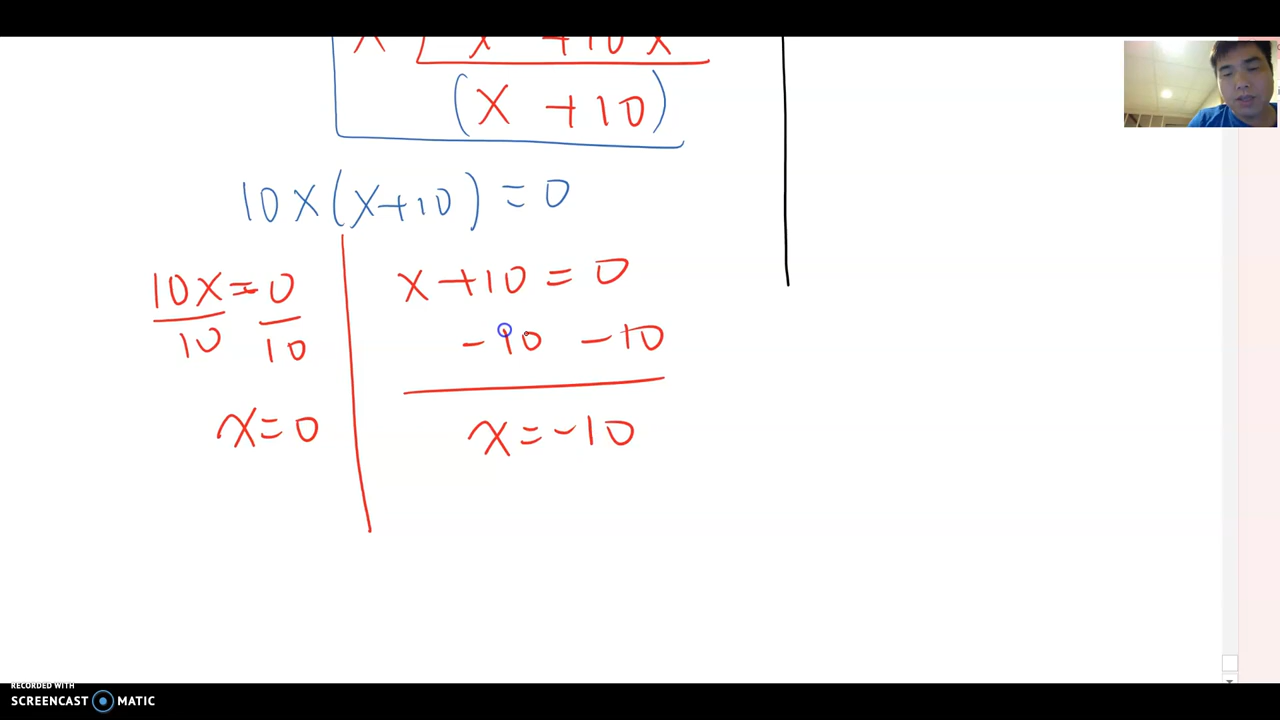 (x +10)
10x(x+10) = 0
10x = 0
10 10
x = 0
x + 10 = 0
-10 -10
x = -10
RECORDED WITH
SCREENCAST MATIC